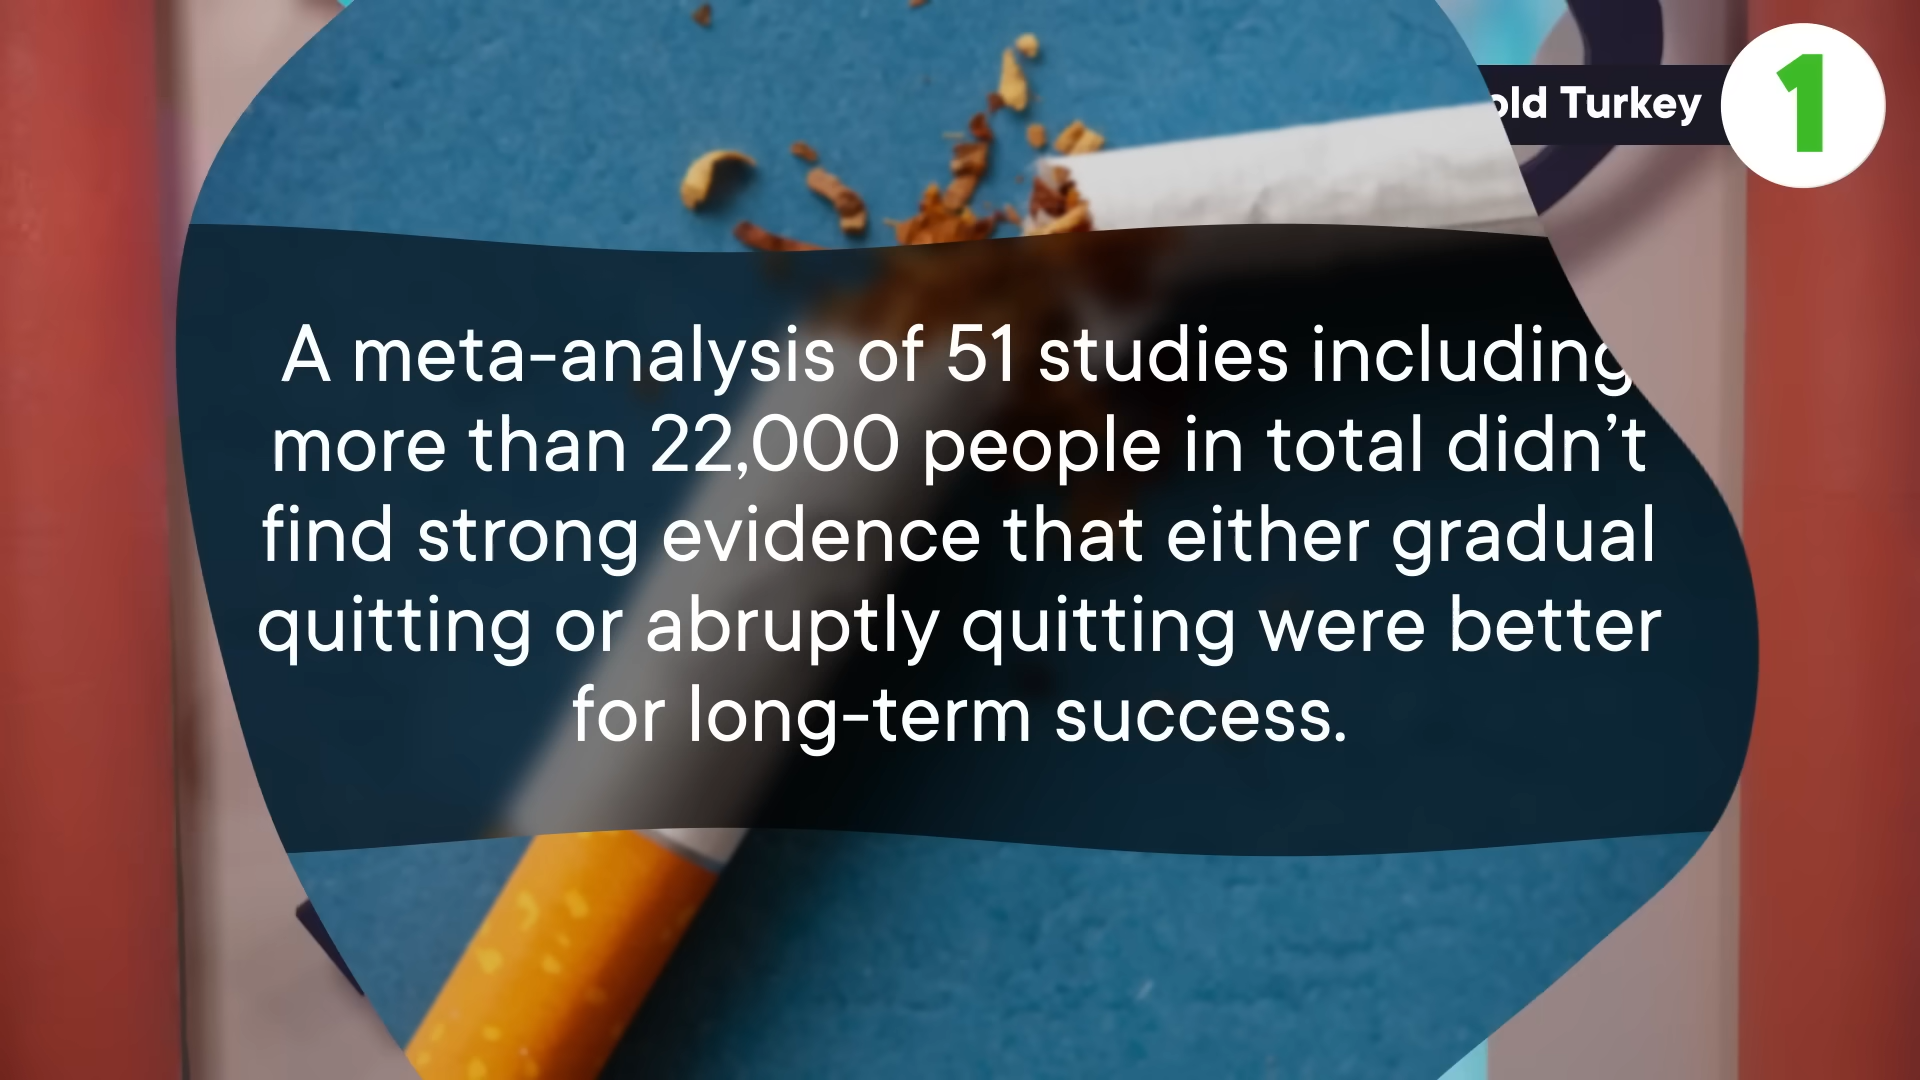 old Turkey
1
A meta-analysis of 51 studies including
more than 22,000 people in total didn't
find strong evidence that either gradual
quitting or abruptly quitting were better
for long-term success.